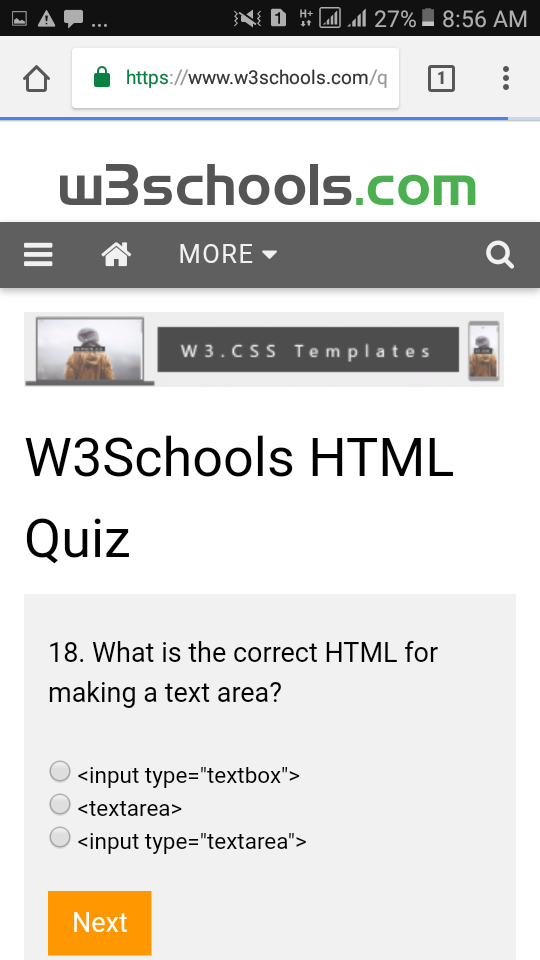 ... 1 H+ 27% 8:56 AM
https://www.w3schools.com/q 1
w3schools.com
MORE
W3.CSS Templates
W3Schools HTML
Quiz
18. What is the correct HTML for
making a text area?
<input type="textbox">
<textarea>
<input type="textarea">
Next